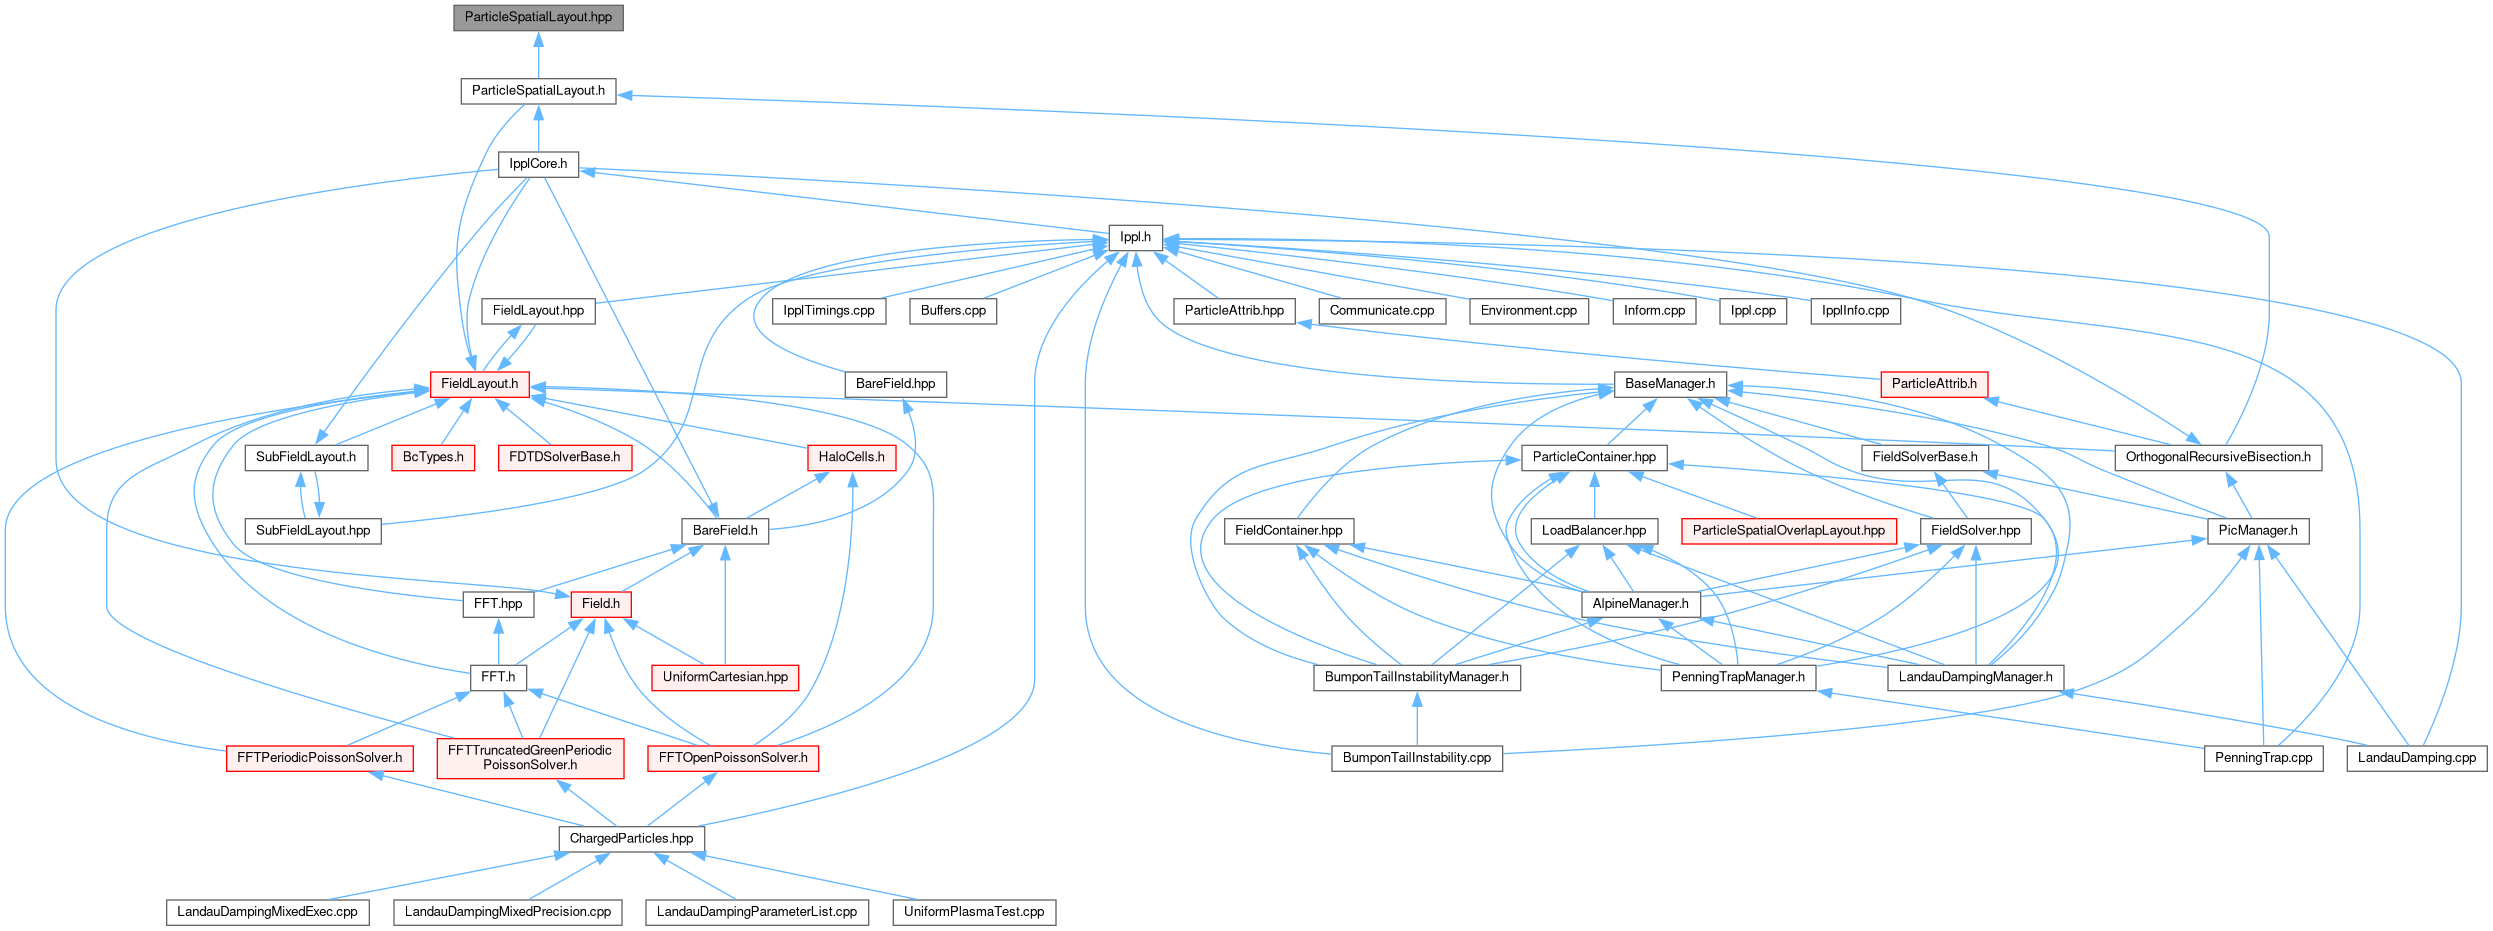 ParticleSpatialLayout.hpp
ParticleSpatialLayout.h
IpplCore.h
Ippl.h
FieldLayout.hpp
IpplTimings.cpp
Buffers.cpp
ParticleAttrib.hpp
Communicate.cpp
Environment.cpp
Inform.cpp
Ippl.cpp
IpplInfo.cpp
FieldLayout.h
BareField.hpp
BaseManager.h
ParticleAttrib.h
SubFieldLayout.h
BcTypes.h
FDTDSolverBase.h
HaloCells.h
ParticleContainer.hpp
FieldSolverBase.h
OrthogonalRecursiveBisection.h
SubFieldLayout.hpp
BareField.h
FieldContainer.hpp
LoadBalancer.hpp
ParticleSpatialOverlapLayout.hpp
FieldSolver.hpp
PicManager.h
FFT.hpp
Field.h
AlpineManager.h
FFT.h
UniformCartesian.hpp
BumponTailInstabilityManager.h
PenningTrapManager.h
LandauDampingManager.h
FFTPeriodicPoissonSolver.h
FFTTruncatedGreenPeriodic
PoissonSolver.h
FFTOpenPoissonSolver.h
BumponTailInstability.cpp
PenningTrap.cpp
LandauDamping.cpp
ChargedParticles.hpp
LandauDampingMixedExec.cpp
LandauDampingMixedPrecision.cpp
LandauDampingParameterList.cpp
UniformPlasmaTest.cpp